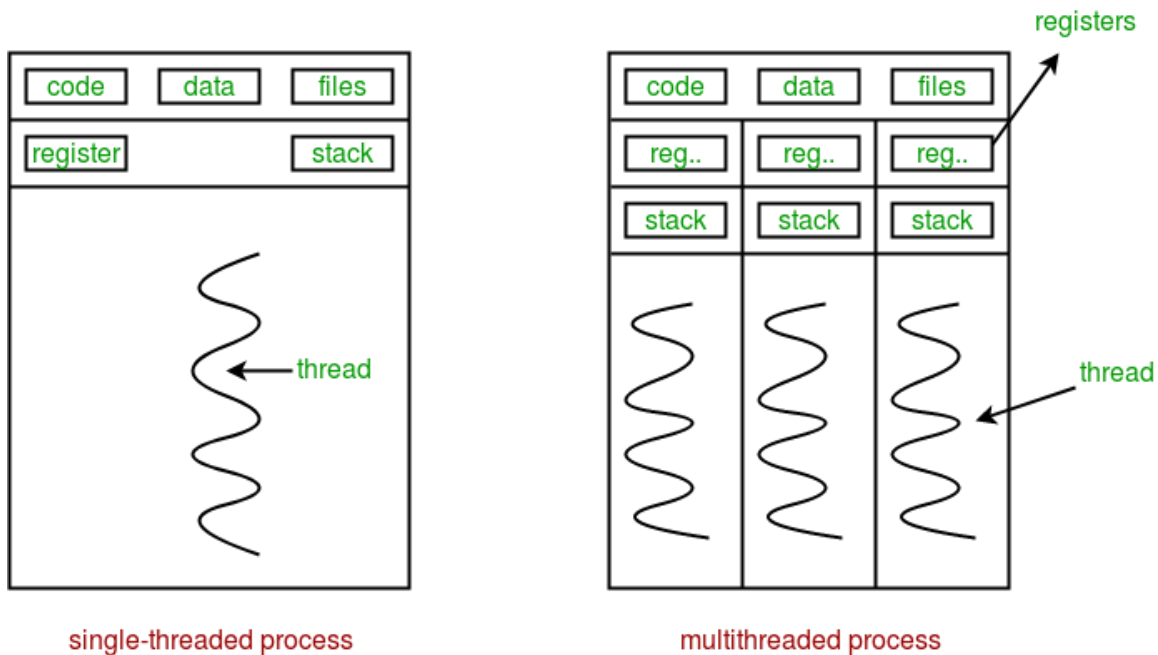 registers
code data files
register stack
thread
single-threaded process
code data files
reg.. reg.. reg..
stack stack stack
thread
multithreaded process